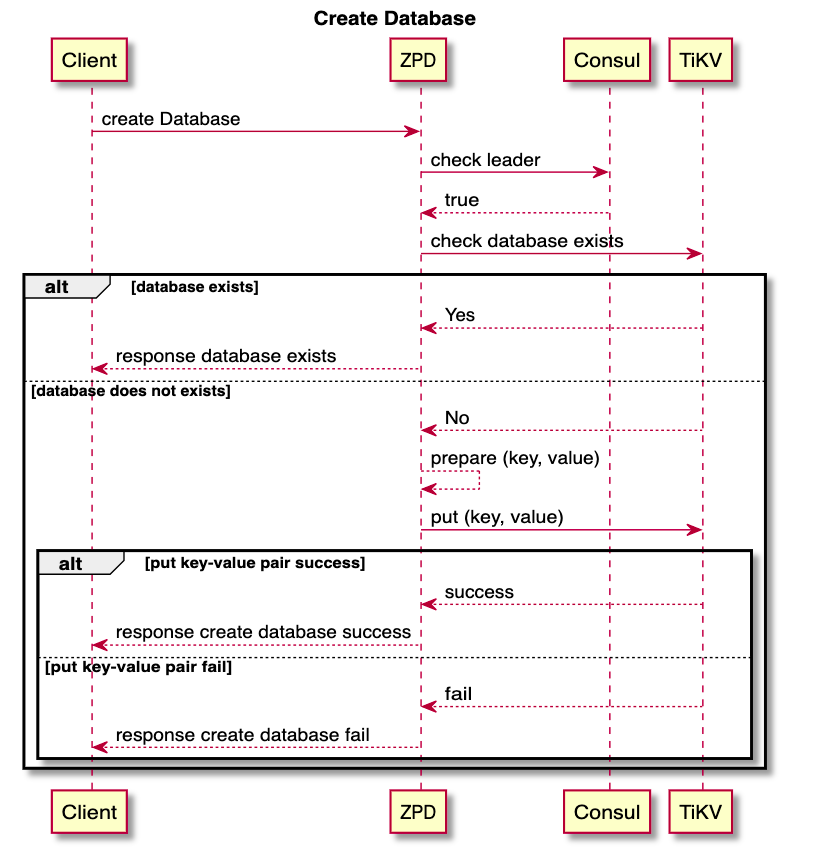 Create Database
Client ZPD Consul TiKV
create Database
check leader
true
check database exists
alt [database exists]
Yes
response database exists
[database does not exists]
No
prepare (key, value)
put (key, value)
alt [put key-value pair success]
success
response create database success
[put key-value pair fail]
fail
response create database fail
Client ZPD Consul TiKV